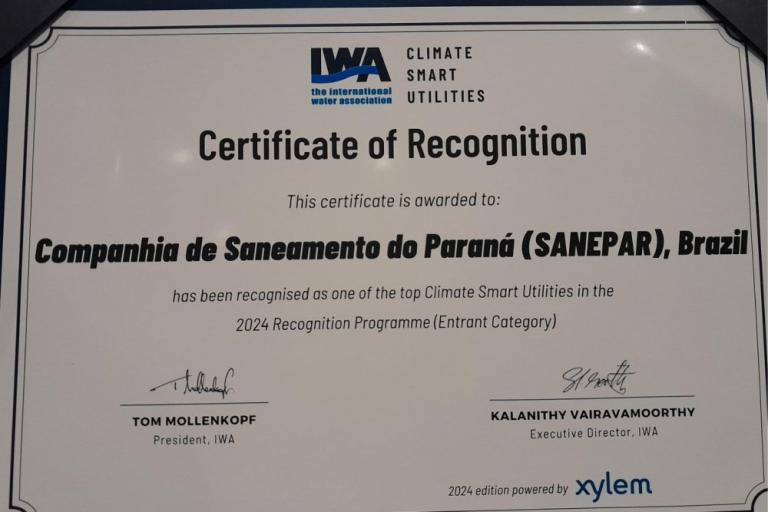 IWA
the international
water association
CLIMATE
SMART
UTILITIES
Certificate of Recognition
This certificate is awarded to:
Companhia de Saneamento do Paraná (SANEPAR), Brazil
has been recognised as one of the top Climate Smart Utilities in the
2024 Recognition Programme (Entrant Category)
TOM MOLLENKOPF
President, IWA
KALANITHY VAIRAVAMOORTHY
Executive Director, IWA
2024 edition powered by xylem